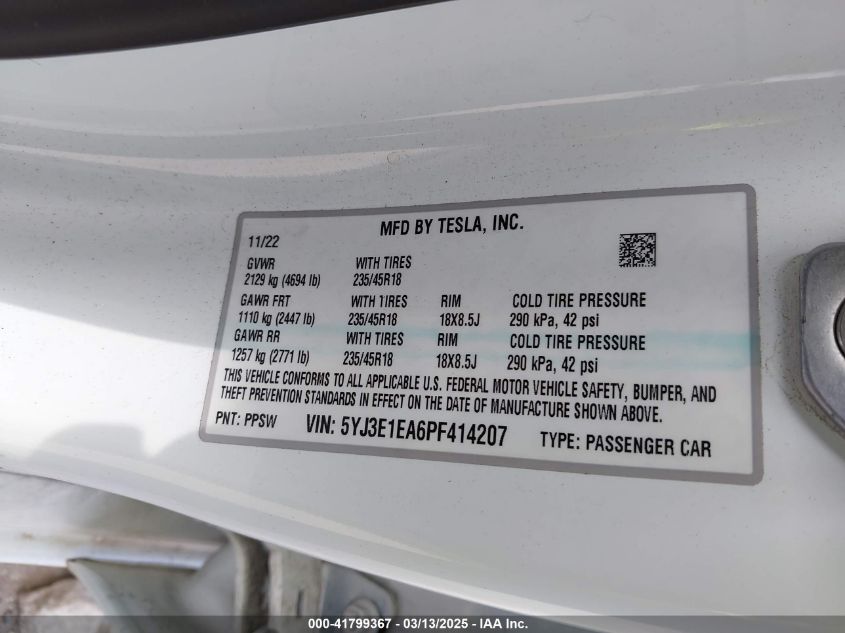 MFD BY TESLA, INC.
11/22
GVWR WITH TIRES
2129 kg (4694 lb) 235/45R18
GAWR FRT WITH TIRES RIM COLD TIRE PRESSURE
1110 kg (2447 lb) 235/45R18 18X8.5J 290 kPa, 42 psi
GAWR RR WITH TIRES RIM COLD TIRE PRESSURE
1257 kg (2771 lb) 235/45R18 18X8.5J 290 kPa, 42 psi
THIS VEHICLE CONFORMS TO ALL APPLICABLE U.S. FEDERAL MOTOR VEHICLE SAFETY, BUMPER, AND
THEFT PREVENTION STANDARDS IN EFFECT ON THE DATE OF MANUFACTURE SHOWN ABOVE.
PNT: PPSW VIN: 5YJ3E1EA6PF414207 TYPE: PASSENGER CAR
000-41799367 - 03/13/2025 - IAA, Inc.